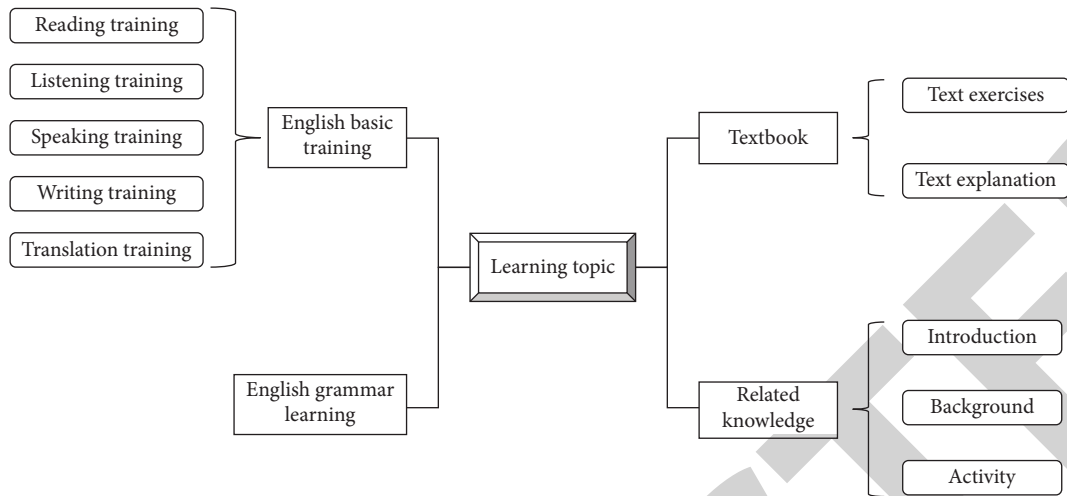 Reading training
Listening training
Speaking training
Writing training
Translation training
English basic
training
English grammar
learning
Learning topic
Textbook
Text exercises
Text explanation
Related
knowledge
Introduction
Background
Activity